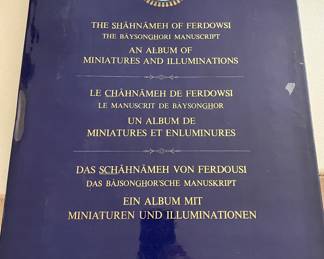 THE SHÂHNÂMEH OF FERDOWSI
THE BÂYSONGHORI MANUSCRIPT
AN ALBUM OF
MINIATURES AND ILLUMINATIONS
LE CHÂHNÂMEH DE FERDOWSI
LE MANUSCRIT DE BÂYSONGHOR
UN ALBUM DE
MINIATURES ET ENLUMINURES
DAS SCHÂHNÂMEH VON FERDOUSI
DAS BÂJSONGHOR'SCHE MANUSKRIPT
EIN ALBUM MIT
MINIATUREN UND ILLUMINATIONEN